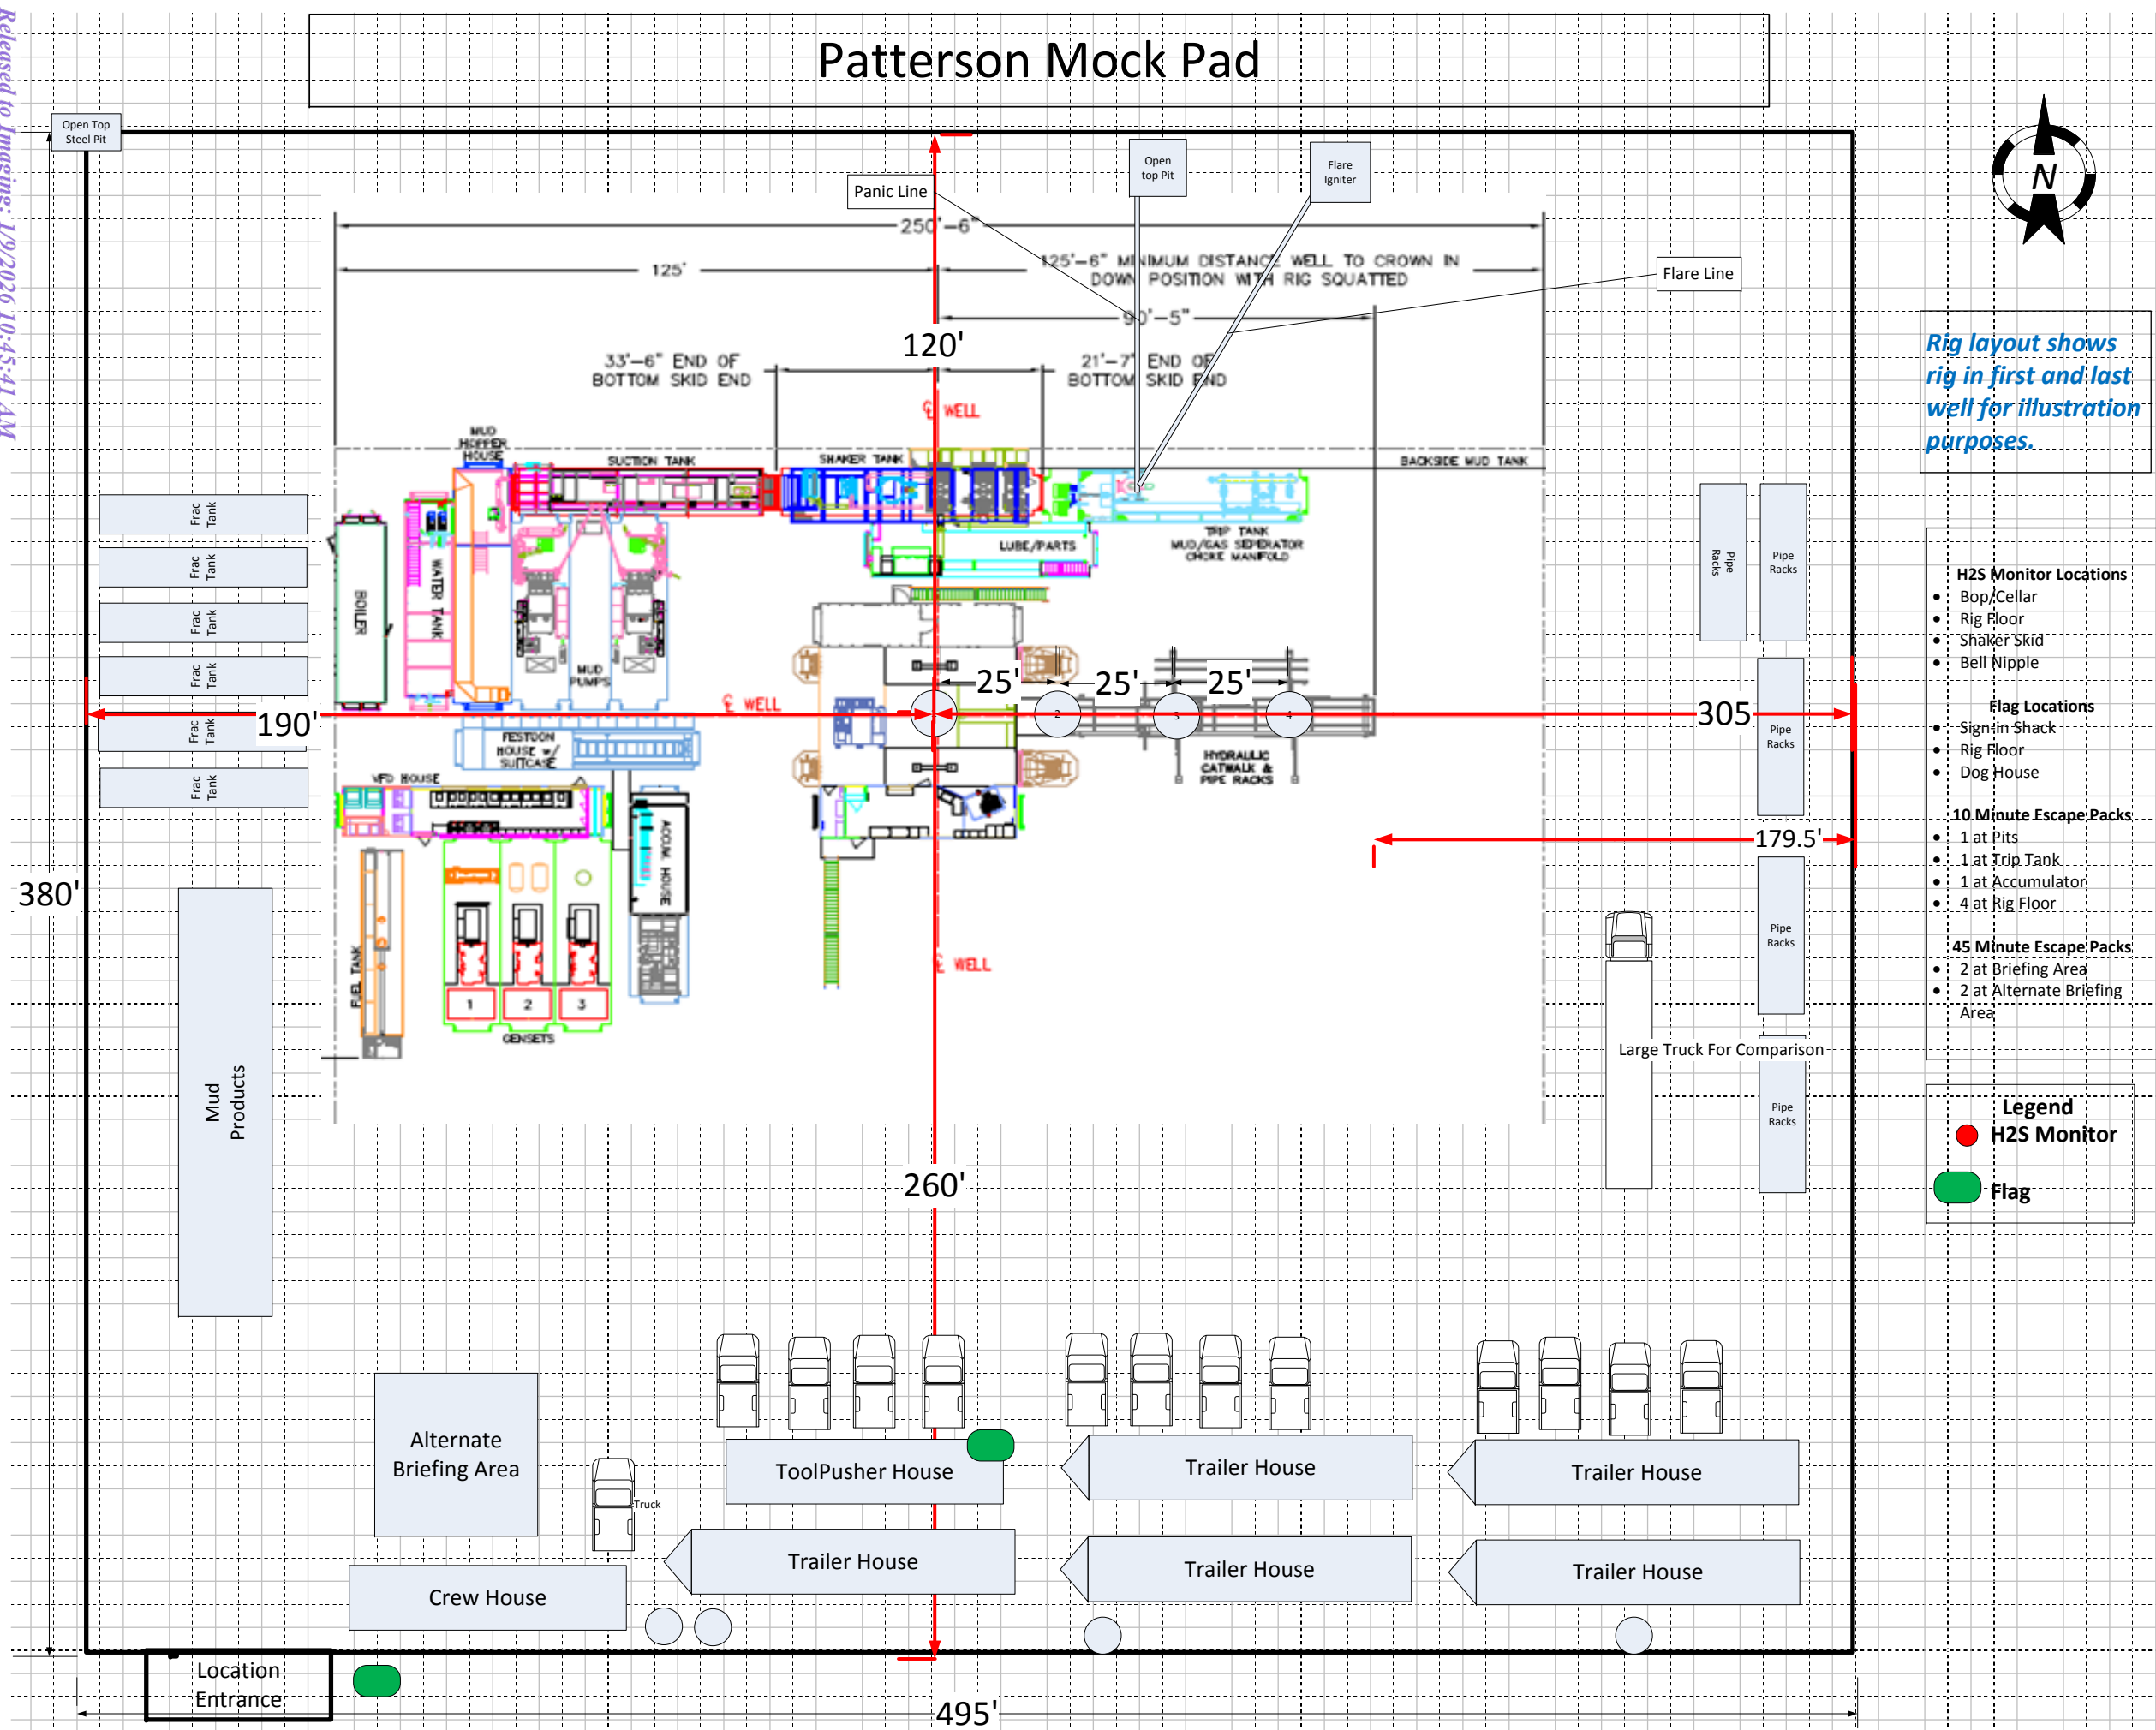 Released to Imaging: 1/9/2026 10:45:41 AM
Patterson Mock Pad
Open Top
Steel Pit
Open
top Pit
Flare
Igniter
Panic Line
N
250'-6"
125'
125'-6" MINIMUM DISTANCE WELL TO CROWN IN
DOWN POSITION WITH RIG SQUATTED
Flare Line
90'-5"
120'
33'-6" END OF
BOTTOM SKID END
21'-7" END OF
BOTTOM SKID END
Rig layout shows
rig in first and last
well for illustration
purposes.
℄ WELL
MUD
HOPPER
HOUSE
SUCTION TANK
SHAKER TANK
BACKSIDE MUD TANK
Frac
Tank
Frac
Tank
Frac
Tank
Frac
Tank
Frac
Tank
Frac
Tank
BOILER
WATER TANK
MUD
PUMPS
LUBE/PARTS
TRIP TANK
MUD/GAS SEPERATOR
CHOKE MANIFOLD
Pipe
Racks
Pipe
Racks
H2S Monitor Locations
• Bop/Cellar
• Rig Floor
• Shaker Skid
• Bell Nipple
Flag Locations
• Sign-in Shack
• Rig Floor
• Dog House
10 Minute Escape Packs
• 1 at Pits
• 1 at Trip Tank
• 1 at Accumulator
• 4 at Rig Floor
45 Minute Escape Packs
• 2 at Briefing Area
• 2 at Alternate Briefing
Area
25'
25'
25'
℄ WELL
190'
2
3
4
305
Pipe
Racks
FESTOON
HOUSE w/
SUITCASE
HYDRAULIC
CATWALK &
PIPE RACKS
VFD HOUSE
ACCUM. HOUSE
179.5'
380'
Pipe
Racks
FUEL TANK
℄ WELL
1
2
3
GENSETS
Large Truck For Comparison
Pipe
Racks
Mud
Products
Legend
H2S Monitor
Flag
260'
Alternate
Briefing Area
ToolPusher House
Trailer House
Trailer House
Truck
Trailer House
Trailer House
Trailer House
Crew House
Location
Entrance
495'